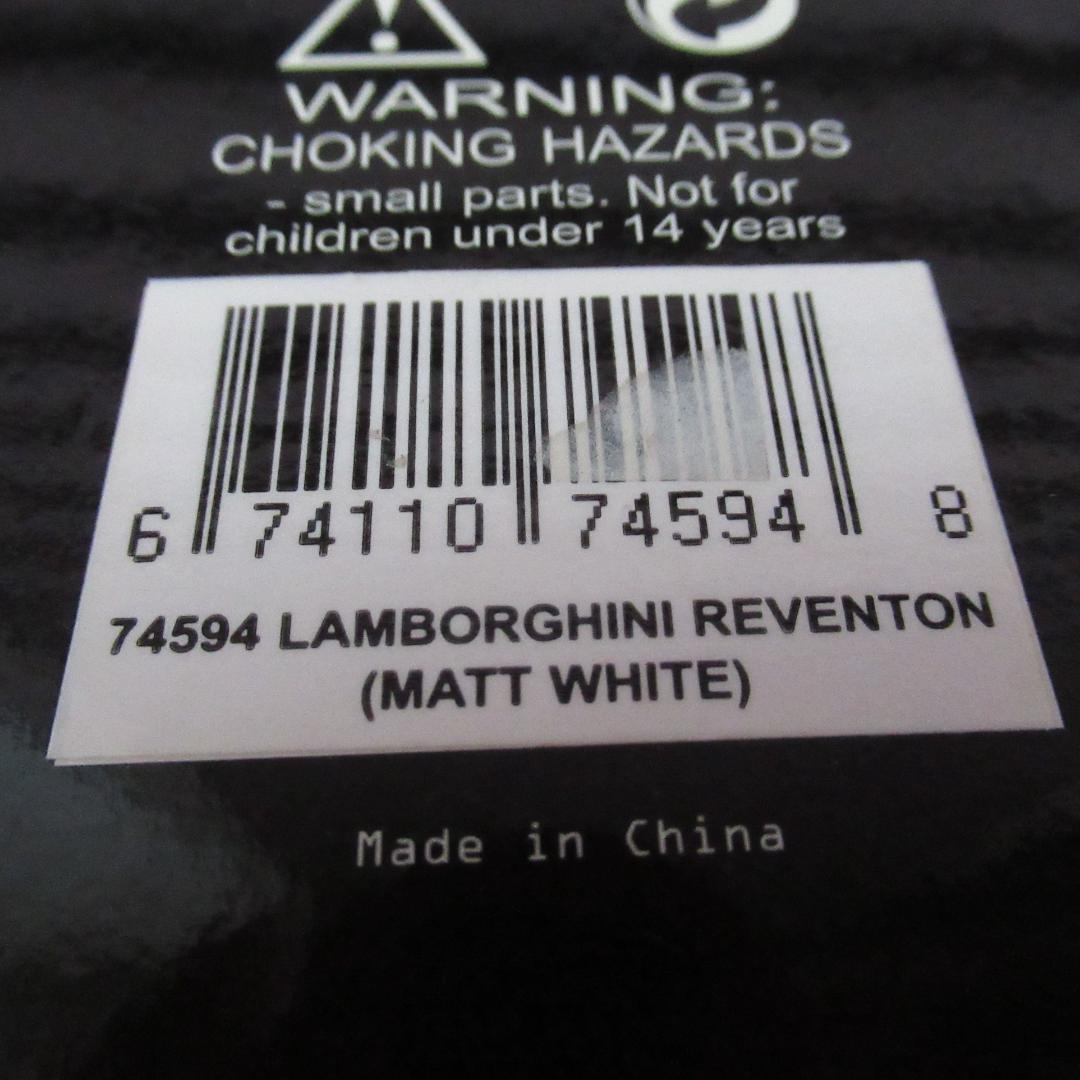 WARNING:
CHOKING HAZARDS
- small parts. Not for
children under 14 years
6 74110 74594 8
74594 LAMBORGHINI REVENTON
(MATT WHITE)
Made in China